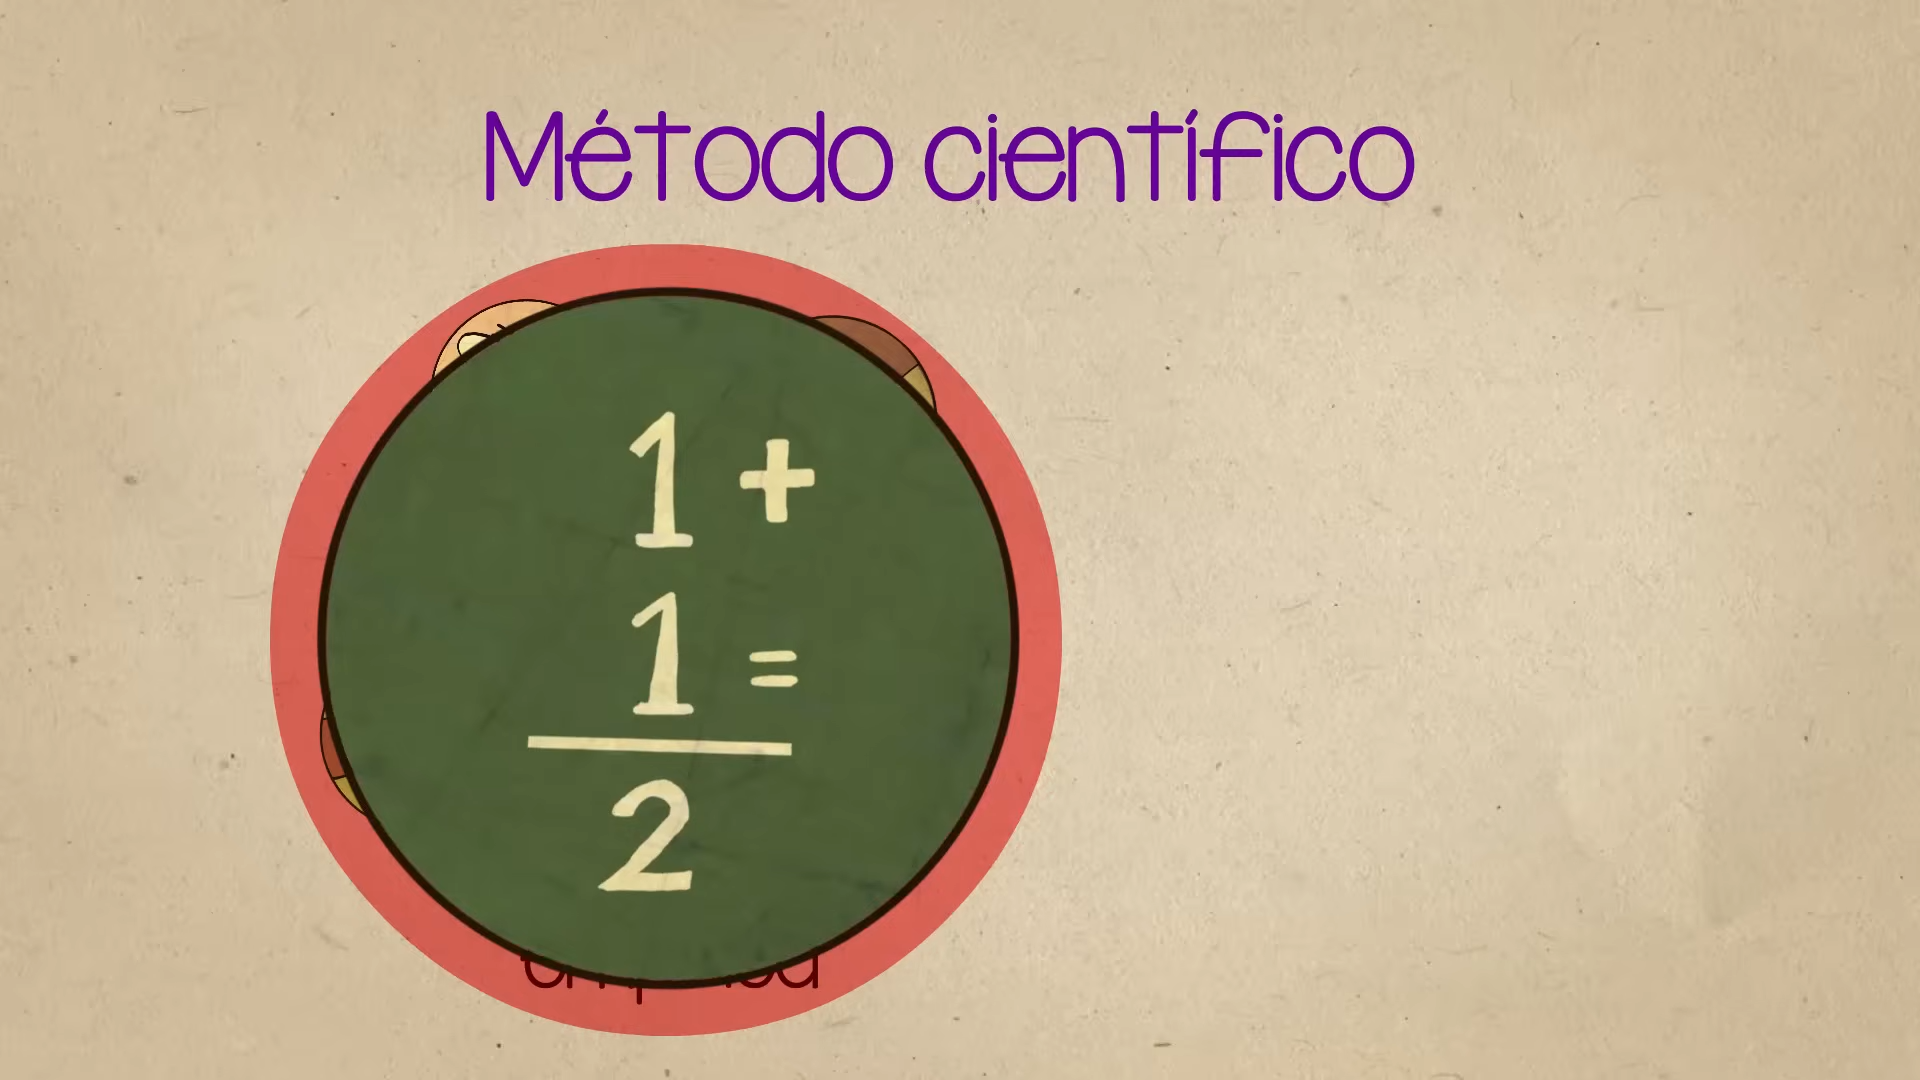 Método científico
1 +
1 =
2